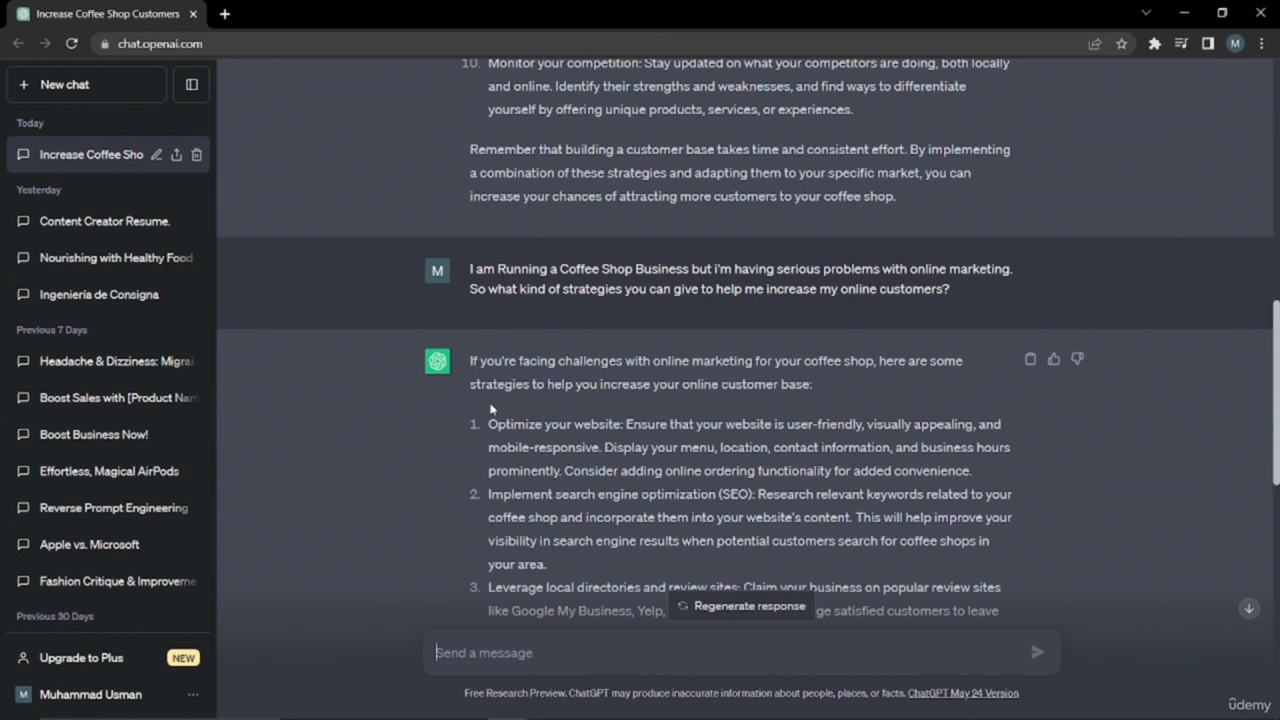 Increase Coffee Shop Customers
chat.openai.com
M
New chat
Today
Increase Coffee Sho
Yesterday
Content Creator Resume.
Nourishing with Healthy Food
Ingeniería de Consigna
Previous 7 Days
Headache & Dizziness: Migrai
Boost Sales with [Product Nam
Boost Business Now!
Effortless, Magical AirPods
Reverse Prompt Engineering
Apple vs. Microsoft
Fashion Critique & Improveme
Previous 30 Days
Upgrade to Plus NEW
M Muhammad Usman
10. Monitor your competition: Stay updated on what your competitors are doing, both locally
and online. Identify their strengths and weaknesses, and find ways to differentiate
yourself by offering unique products, services, or experiences.
Remember that building a customer base takes time and consistent effort. By implementing
a combination of these strategies and adapting them to your specific market, you can
increase your chances of attracting more customers to your coffee shop.
M
I am Running a Coffee Shop Business but i'm having serious problems with online marketing.
So what kind of strategies you can give to help me increase my online customers?
If you're facing challenges with online marketing for your coffee shop, here are some
strategies to help you increase your online customer base:
1. Optimize your website: Ensure that your website is user-friendly, visually appealing, and
mobile-responsive. Display your menu, location, contact information, and business hours
prominently. Consider adding online ordering functionality for added convenience.
2. Implement search engine optimization (SEO): Research relevant keywords related to your
coffee shop and incorporate them into your website's content. This will help improve your
visibility in search engine results when potential customers search for coffee shops in
your area.
3. Leverage local directories and review sites: Claim your business on popular review sites
like Google My Business, Yelp, ge satisfied customers to leave
Regenerate response
Send a message
Free Research Preview. ChatGPT may produce inaccurate information about people, places, or facts. ChatGPT May 24 Version
ûdemy